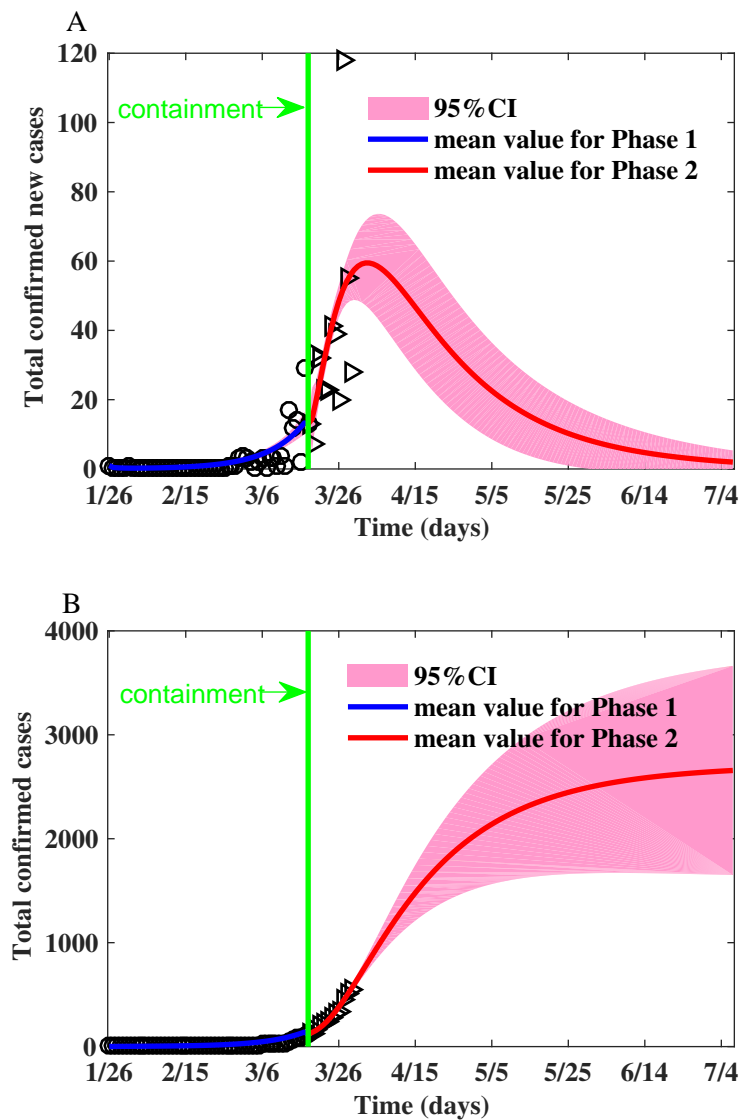 A
120
100
80
60
40
20
0
Total confirmed new cases
containment
95%CI
mean value for Phase 1
mean value for Phase 2
1/26 2/15 3/6 3/26 4/15 5/5 5/25 6/14 7/4
Time (days)
B
4000
3000
2000
1000
0
Total confirmed cases
containment
95%CI
mean value for Phase 1
mean value for Phase 2
1/26 2/15 3/6 3/26 4/15 5/5 5/25 6/14 7/4
Time (days)